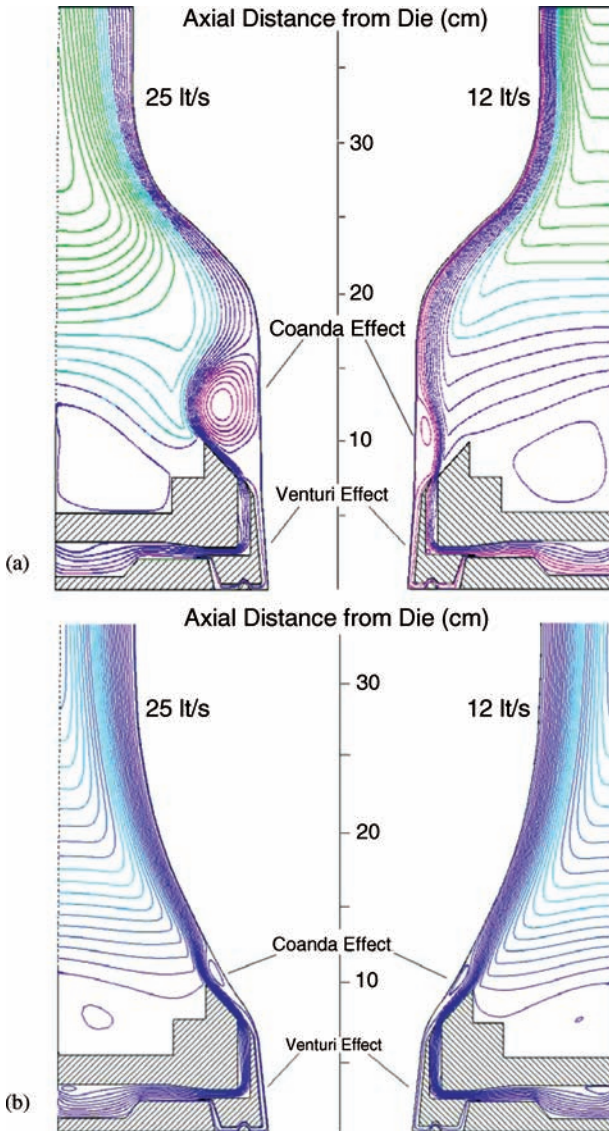 Axial Distance from Die (cm)
25 lt/s
12 lt/s
30
20
Coanda Effect
10
Venturi Effect
(a)
Axial Distance from Die (cm)
25 lt/s
12 lt/s
30
20
Coanda Effect
10
Venturi Effect
(b)